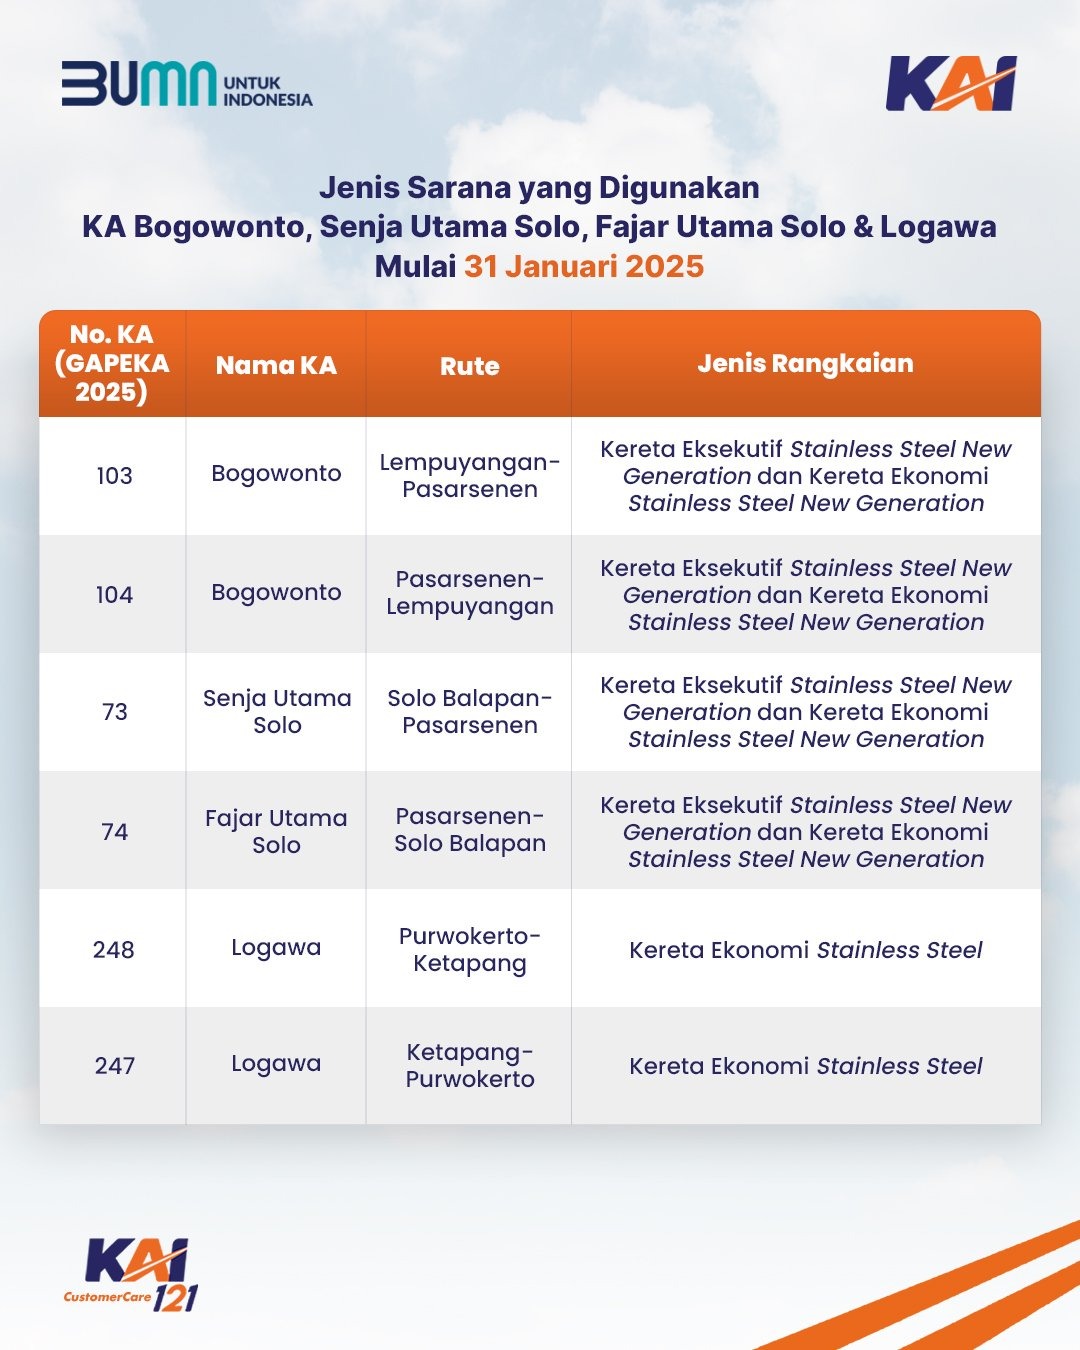 BUMN UNTUK
INDONESIA
KAI
Jenis Sarana yang Digunakan
KA Bogowonto, Senja Utama Solo, Fajar Utama Solo & Logawa
Mulai 31 Januari 2025
No. KA
(GAPEKA
2025)
Nama KA
Rute
Jenis Rangkaian
103
Bogowonto
Lempuyangan-
Pasarsenen
Kereta Eksekutif Stainless Steel New
Generation dan Kereta Ekonomi
Stainless Steel New Generation
104
Bogowonto
Pasarsenen-
Lempuyangan
Kereta Eksekutif Stainless Steel New
Generation dan Kereta Ekonomi
Stainless Steel New Generation
73
Senja Utama
Solo
Solo Balapan-
Pasarsenen
Kereta Eksekutif Stainless Steel New
Generation dan Kereta Ekonomi
Stainless Steel New Generation
74
Fajar Utama
Solo
Pasarsenen-
Solo Balapan
Kereta Eksekutif Stainless Steel New
Generation dan Kereta Ekonomi
Stainless Steel New Generation
248
Logawa
Purwokerto-
Ketapang
Kereta Ekonomi Stainless Steel
247
Logawa
Ketapang-
Purwokerto
Kereta Ekonomi Stainless Steel
KAI
CustomerCare 121